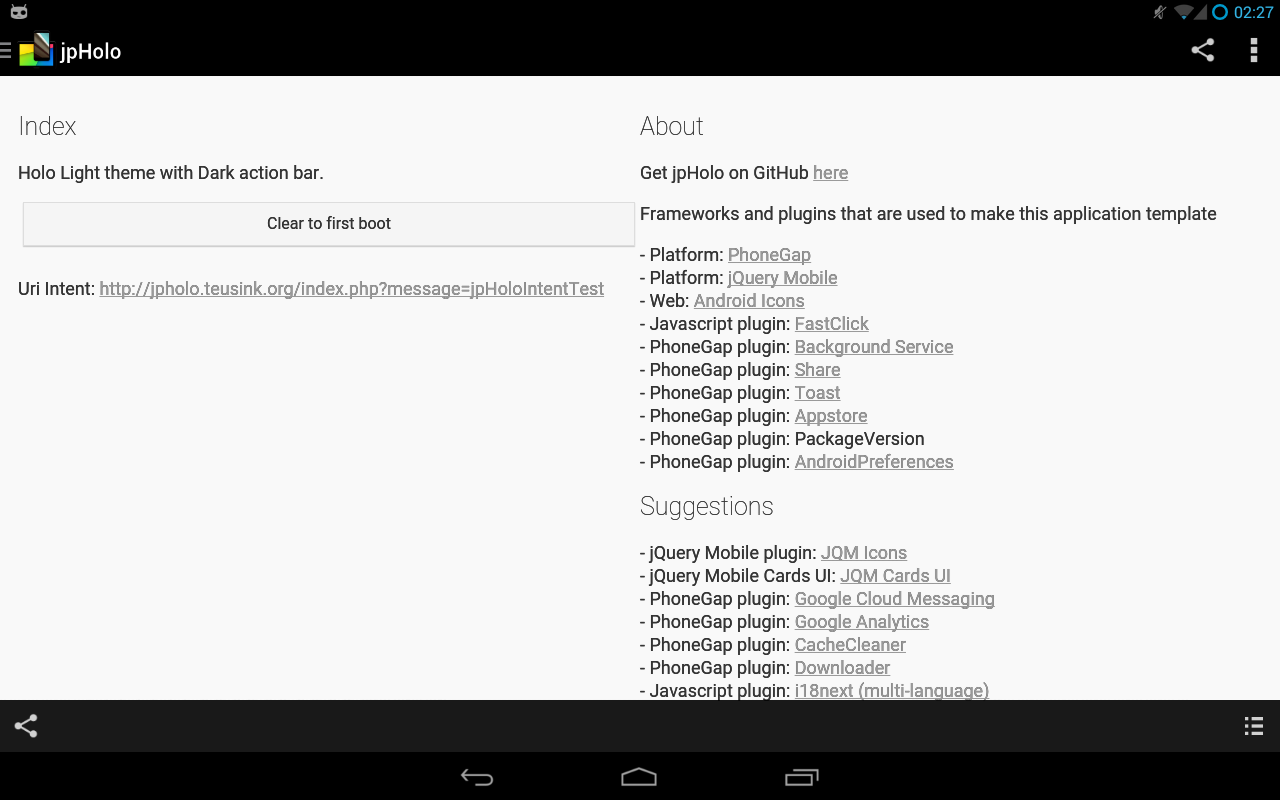 02:27
jpHolo
Index
Holo Light theme with Dark action bar.
Clear to first boot
Uri Intent: http://jpholo.teusink.org/index.php?message=jpHoloIntentTest
About
Get jpHolo on GitHub here
Frameworks and plugins that are used to make this application template
- Platform: PhoneGap
- Platform: jQuery Mobile
- Web: Android Icons
- Javascript plugin: FastClick
- PhoneGap plugin: Background Service
- PhoneGap plugin: Share
- PhoneGap plugin: Toast
- PhoneGap plugin: Appstore
- PhoneGap plugin: PackageVersion
- PhoneGap plugin: AndroidPreferences
Suggestions
- jQuery Mobile plugin: JQM Icons
- jQuery Mobile Cards UI: JQM Cards UI
- PhoneGap plugin: Google Cloud Messaging
- PhoneGap plugin: Google Analytics
- PhoneGap plugin: CacheCleaner
- PhoneGap plugin: Downloader
- Javascript plugin: i18next (multi-language)